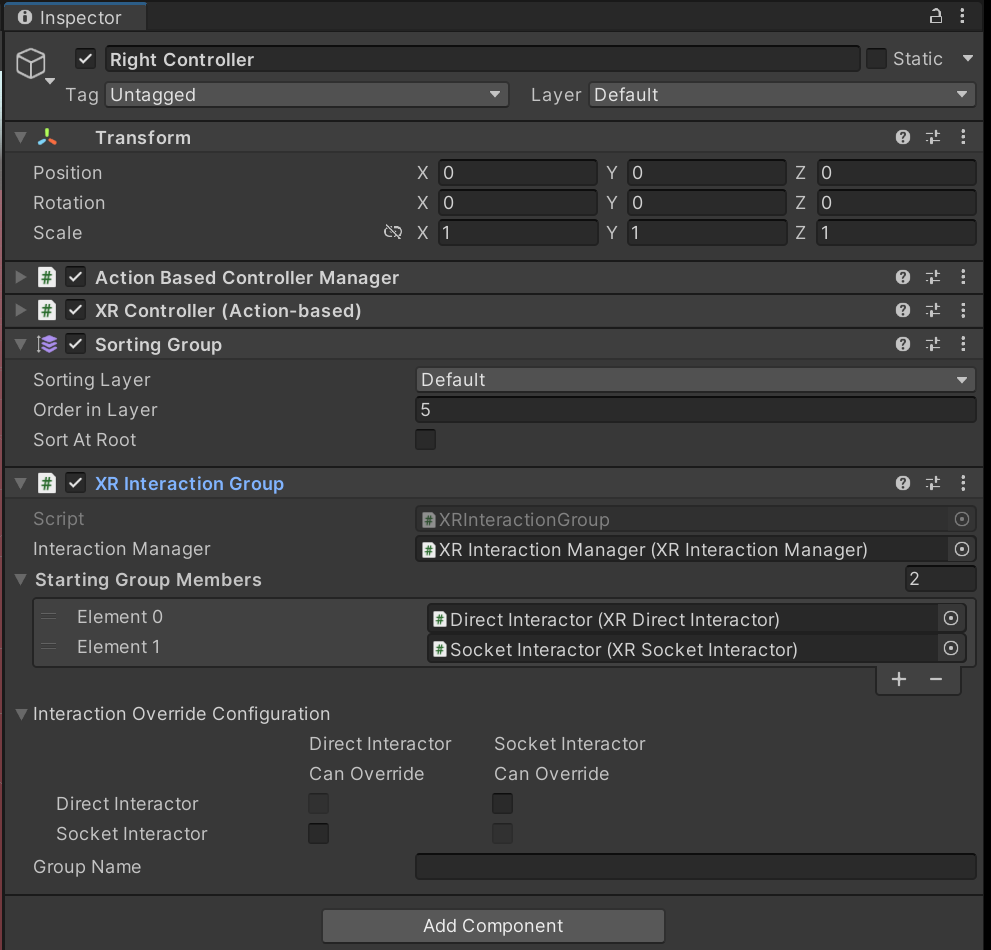 Inspector
Right Controller Static
Tag Untagged Layer Default
Transform
Position X 0 Y 0 Z 0
Rotation X 0 Y 0 Z 0
Scale X 1 Y 1 Z 1
# Action Based Controller Manager
# XR Controller (Action-based)
Sorting Group
Sorting Layer Default
Order in Layer 5
Sort At Root
# XR Interaction Group
Script # XRInteractionGroup
Interaction Manager # XR Interaction Manager (XR Interaction Manager)
Starting Group Members 2
Element 0 # Direct Interactor (XR Direct Interactor)
Element 1 # Socket Interactor (XR Socket Interactor)
+ −
Interaction Override Configuration
Direct Interactor Socket Interactor
Can Override Can Override
Direct Interactor
Socket Interactor
Group Name
Add Component